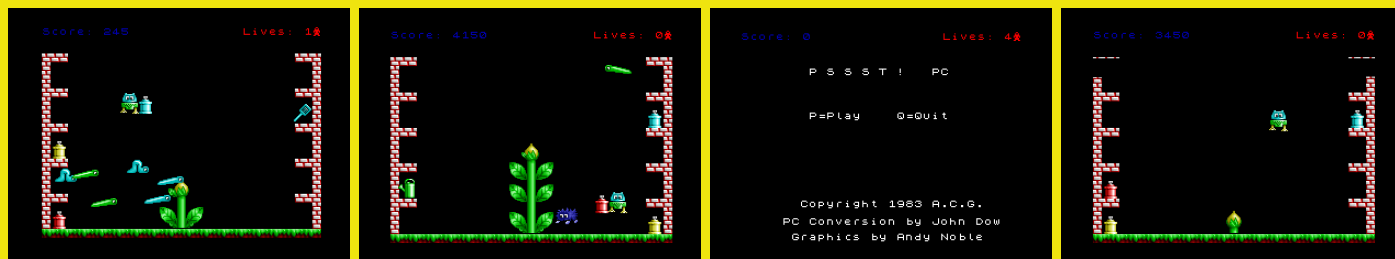 Score: 245 Lives: 1
Score: 4150 Lives: 0
Score: 0 Lives: 4
P S S S T ! PC
P=Play Q=Quit
Copyright 1983 A.C.G.
PC Conversion by John Dow
Graphics by Andy Noble
Score: 3450 Lives: 0